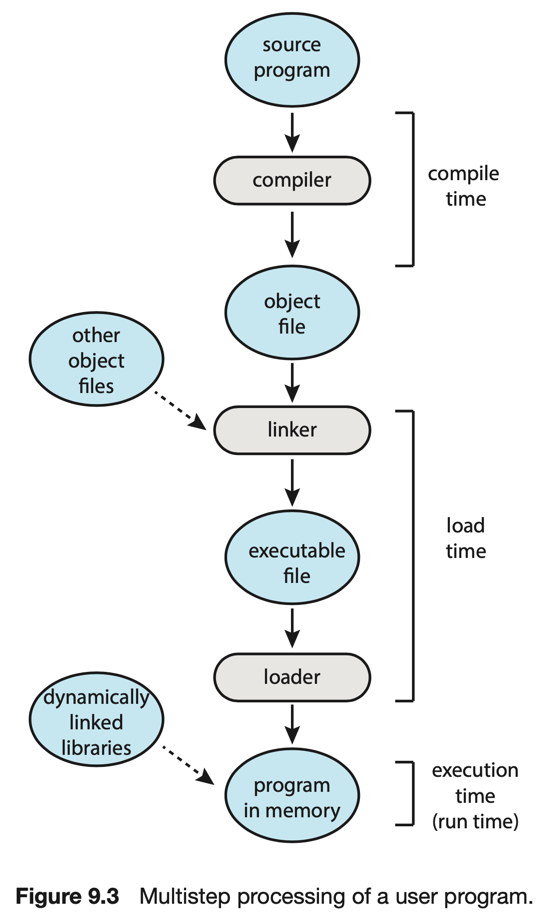 source
program
compiler
compile
time
object
file
other
object
files
linker
load
time
executable
file
loader
dynamically
linked
libraries
program
in memory
execution
time
(run time)
Figure 9.3 Multistep processing of a user program.